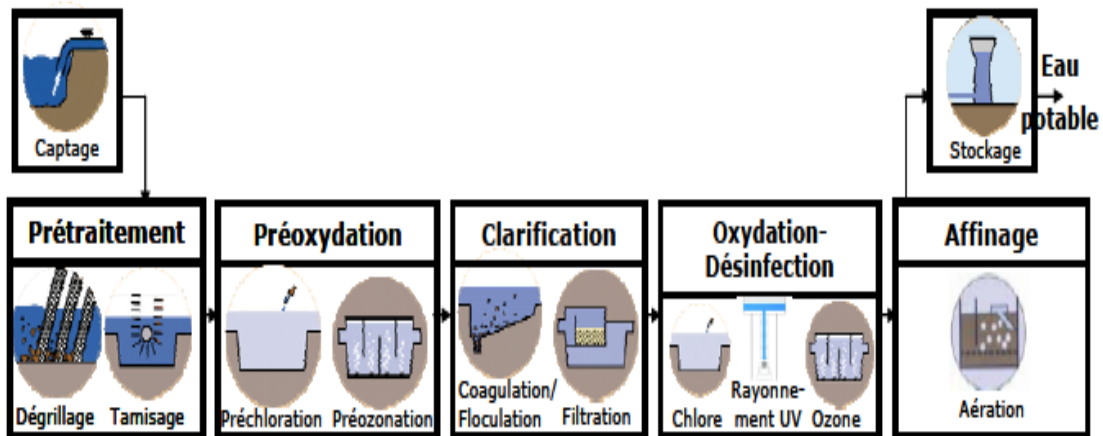 Captage
Prétraitement
Dégrillage
Tamisage
Préoxydation
Préchloration
Préozonation
Clarification
Coagulation/
Floculation
Filtration
Oxydation-
Désinfection
Chlore
Rayonne-
ment UV
Ozone
Affinage
Aération
Stockage
Eau
potable